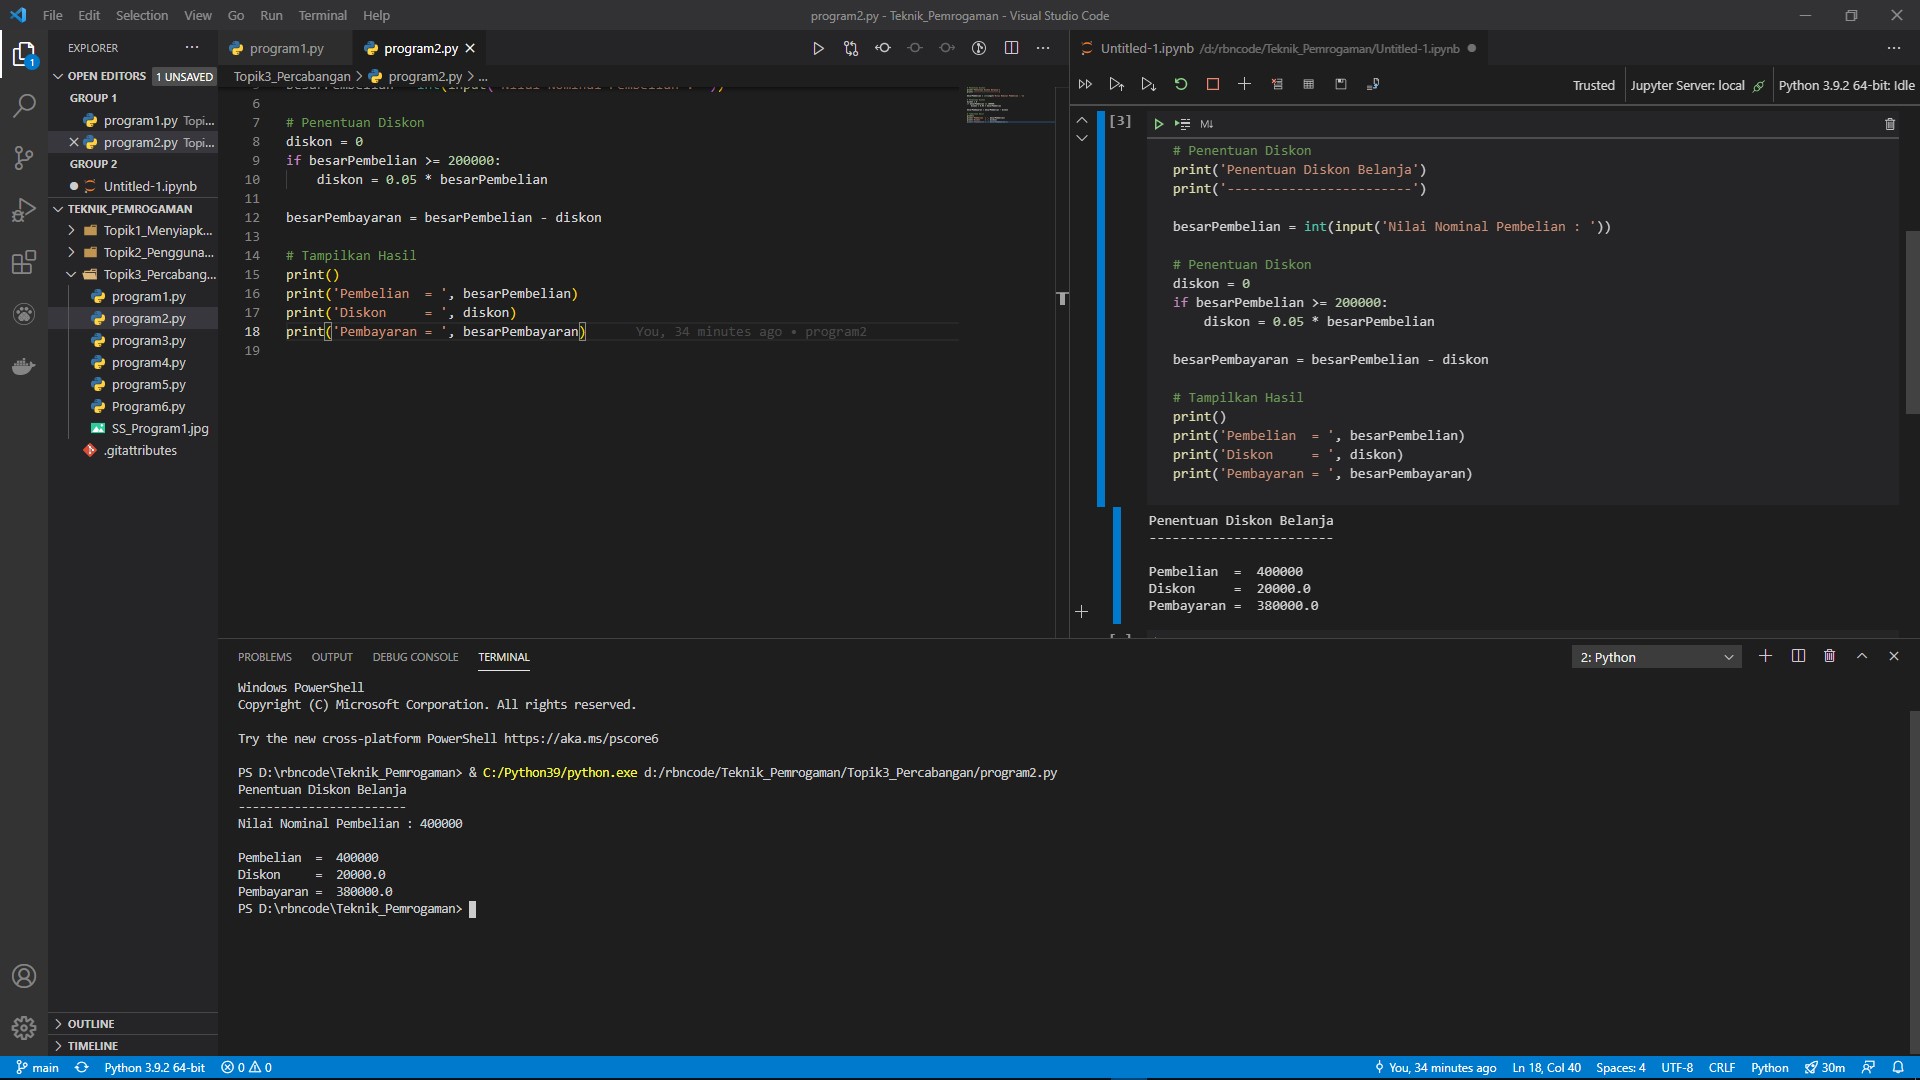 File Edit Selection View Go Run Terminal Help
program2.py - Teknik_Pemrogaman - Visual Studio Code
EXPLORER
OPEN EDITORS 1 UNSAVED
GROUP 1
program1.py Topi...
program2.py Topi...
GROUP 2
Untitled-1.ipynb
TEKNIK_PEMROGAMAN
Topik1_Menyiapk...
Topik2_Pengguna...
Topik3_Percabang...
program1.py
program2.py
program3.py
program4.py
program5.py
Program6.py
SS_Program1.jpg
.gitattributes
OUTLINE
TIMELINE
program1.py
program2.py
Topik3_Percabangan > program2.py > ...
6
7 # Penentuan Diskon
8 diskon = 0
9 if besarPembelian >= 200000:
10 diskon = 0.05 * besarPembelian
11
12 besarPembayaran = besarPembelian - diskon
13
14 # Tampilkan Hasil
15 print()
16 print('Pembelian  = ', besarPembelian)
17 print('Diskon     = ', diskon)
18 print('Pembayaran = ', besarPembayaran) You, 34 minutes ago • program2
19
Untitled-1.ipynb /d:/rbncode/Teknik_Pemrogaman/Untitled-1.ipynb
Trusted Jupyter Server: local Python 3.9.2 64-bit: Idle
[3]
M↓
# Penentuan Diskon
print('Penentuan Diskon Belanja')
print('------------------------')
besarPembelian = int(input('Nilai Nominal Pembelian : '))
# Penentuan Diskon
diskon = 0
if besarPembelian >= 200000:
diskon = 0.05 * besarPembelian
besarPembayaran = besarPembelian - diskon
# Tampilkan Hasil
print()
print('Pembelian  = ', besarPembelian)
print('Diskon     = ', diskon)
print('Pembayaran = ', besarPembayaran)
Penentuan Diskon Belanja
------------------------
Pembelian  =  400000
Diskon     =  20000.0
Pembayaran =  380000.0
PROBLEMS OUTPUT DEBUG CONSOLE TERMINAL
2: Python
Windows PowerShell
Copyright (C) Microsoft Corporation. All rights reserved.
Try the new cross-platform PowerShell https://aka.ms/pscore6
PS D:\rbncode\Teknik_Pemrogaman> & C:/Python39/python.exe d:/rbncode/Teknik_Pemrogaman/Topik3_Percabangan/program2.py
Penentuan Diskon Belanja
------------------------
Nilai Nominal Pembelian : 400000
Pembelian  =  400000
Diskon     =  20000.0
Pembayaran =  380000.0
PS D:\rbncode\Teknik_Pemrogaman>
main Python 3.9.2 64-bit 0 0
You, 34 minutes ago Ln 18, Col 40 Spaces: 4 UTF-8 CRLF Python 30m